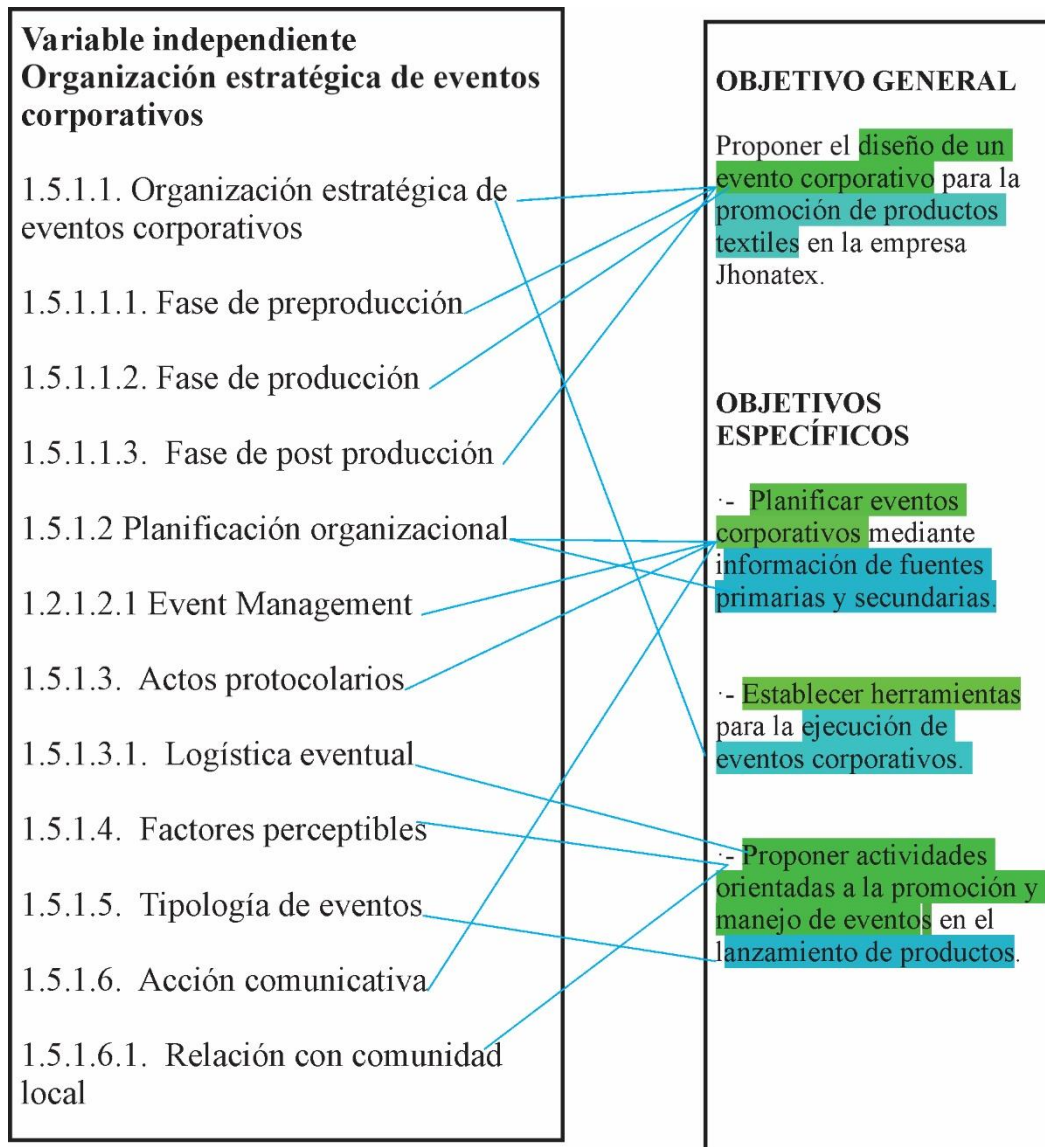 Variable independiente
Organización estratégica de eventos
corporativos
1.5.1.1. Organización estratégica de
eventos corporativos
1.5.1.1.1. Fase de preproducción
1.5.1.1.2. Fase de producción
1.5.1.1.3. Fase de post producción
1.5.1.2 Planificación organizacional
1.2.1.2.1 Event Management
1.5.1.3. Actos protocolarios
1.5.1.3.1. Logística eventual
1.5.1.4. Factores perceptibles
1.5.1.5. Tipología de eventos
1.5.1.6. Acción comunicativa
1.5.1.6.1. Relación con comunidad
local
OBJETIVO GENERAL
Proponer el diseño de un
evento corporativo para la
promoción de productos
textiles en la empresa
Jhonatex.
OBJETIVOS
ESPECÍFICOS
·- Planificar eventos
corporativos mediante
información de fuentes
primarias y secundarias.
·- Establecer herramientas
para la ejecución de
eventos corporativos.
·- Proponer actividades
orientadas a la promoción y
manejo de eventos en el
lanzamiento de productos.